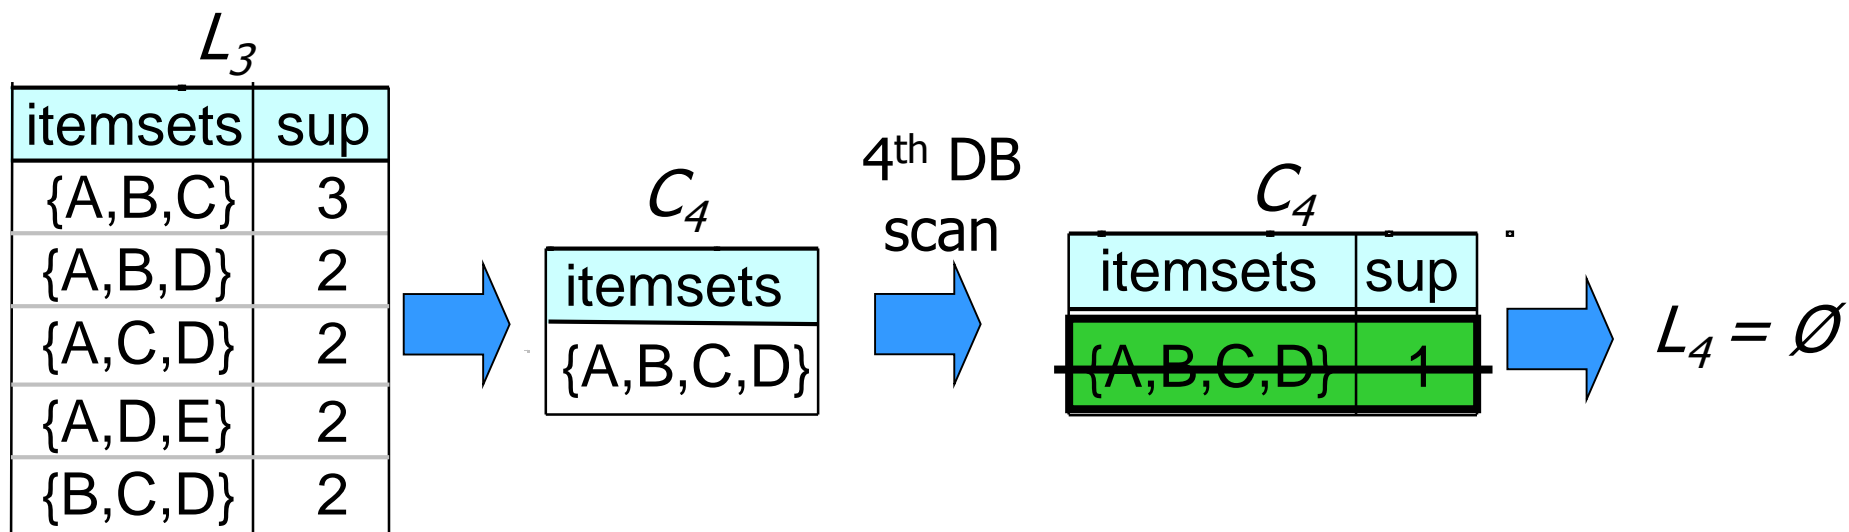 L3
itemsets sup
{A,B,C} 3
{A,B,D} 2
{A,C,D} 2
{A,D,E} 2
{B,C,D} 2
C4
itemsets
{A,B,C,D}
4th DB
scan
C4
itemsets sup
{A,B,C,D} 1
L4 = Ø